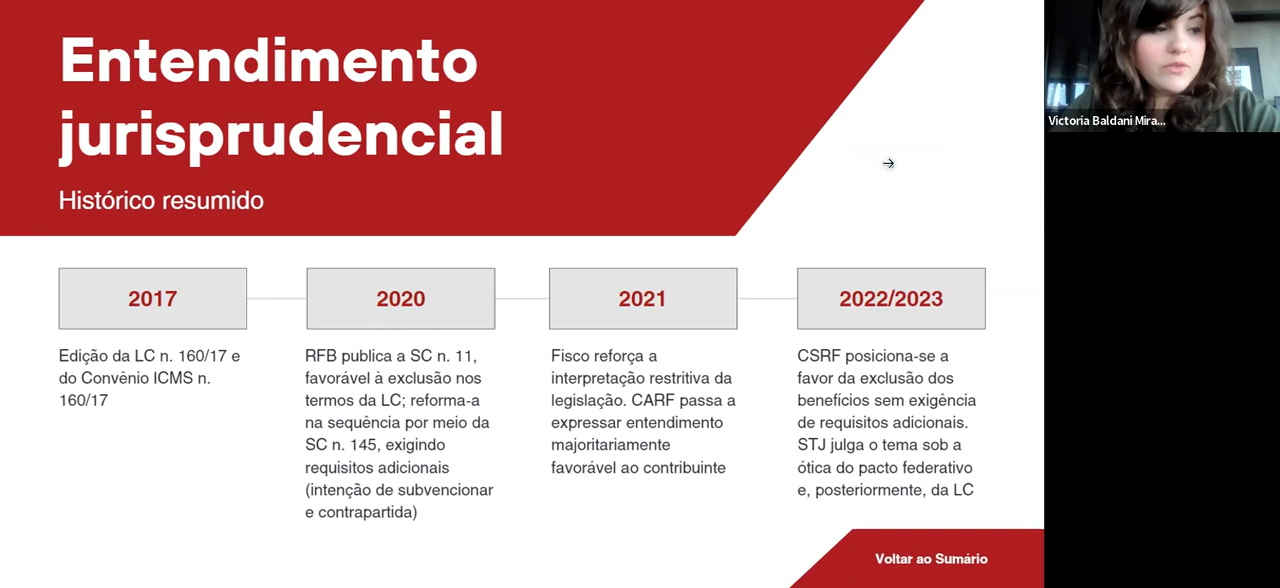 Entendimento
jurisprudencial
Histórico resumido
2017
Edição da LC n. 160/17 e
do Convênio ICMS n.
160/17
2020
RFB publica a SC n. 11,
favorável à exclusão nos
termos da LC; reforma-a
na sequência por meio da
SC n. 145, exigindo
requisitos adicionais
(intenção de subvencionar
e contrapartida)
2021
Fisco reforça a
interpretação restritiva da
legislação. CARF passa a
expressar entendimento
majoritariamente
favorável ao contribuinte
2022/2023
CSRF posiciona-se a
favor da exclusão dos
benefícios sem exigência
de requisitos adicionais.
STJ julga o tema sob a
ótica do pacto federativo
e, posteriormente, da LC
Voltar ao Sumário
Victoria Baldani Mira...